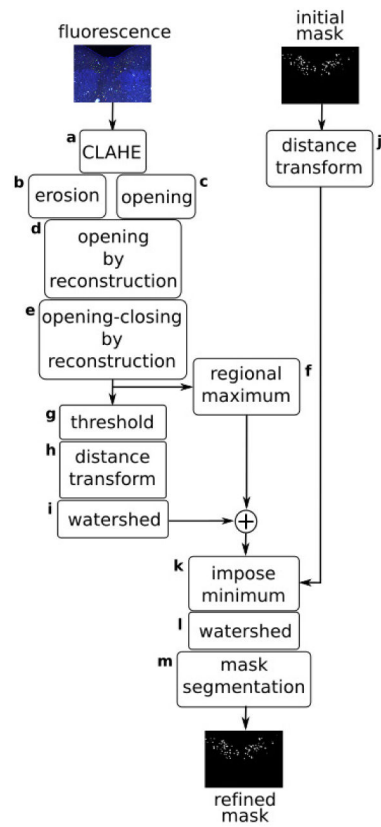 fluorescence
initial
mask
a
CLAHE
j
distance
transform
b
erosion
c
opening
d
opening
by
reconstruction
e
opening-closing
by
reconstruction
f
regional
maximum
g
threshold
h
distance
transform
i
watershed
+
k
impose
minimum
l
watershed
m
mask
segmentation
refined
mask